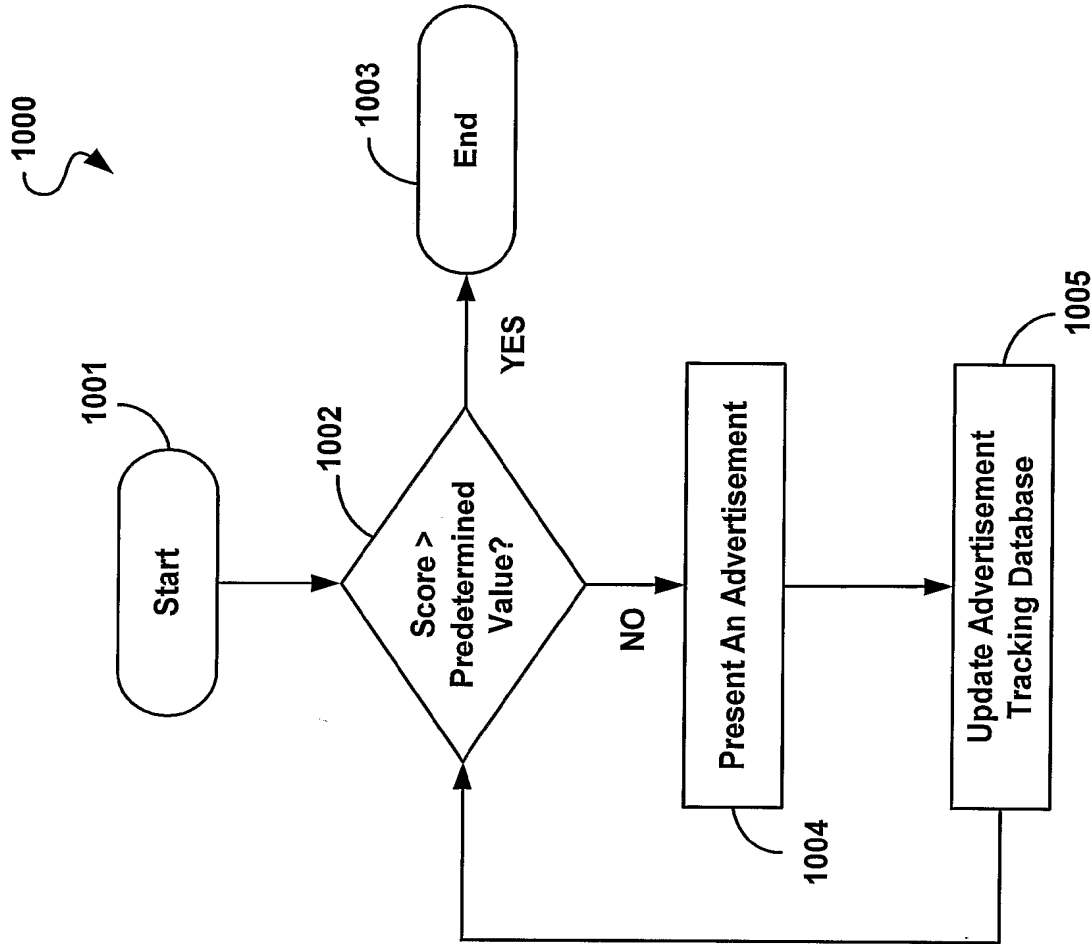 1000
Start
1001
Score >
Predetermined
Value?
1002
YES
End
1003
NO
Present An Advertisement
1004
Update Advertisement
Tracking Database
1005